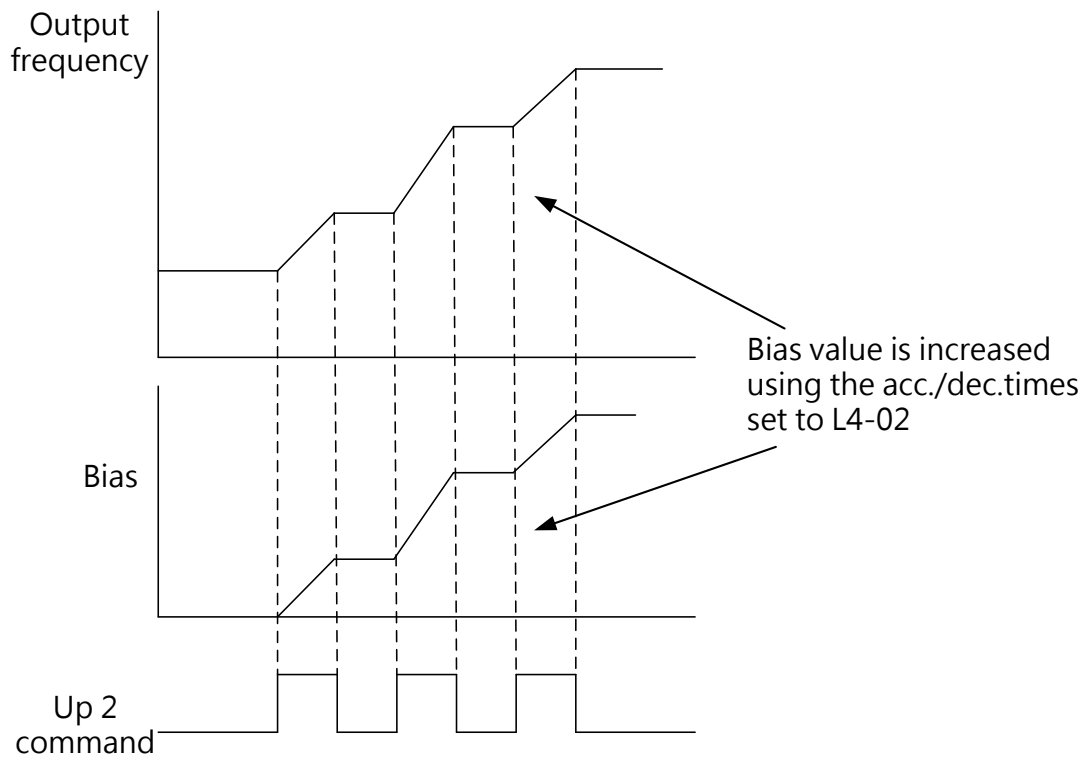 Output
frequency
Bias value is increased
using the acc./dec.times
set to L4-02
Bias
Up 2
command